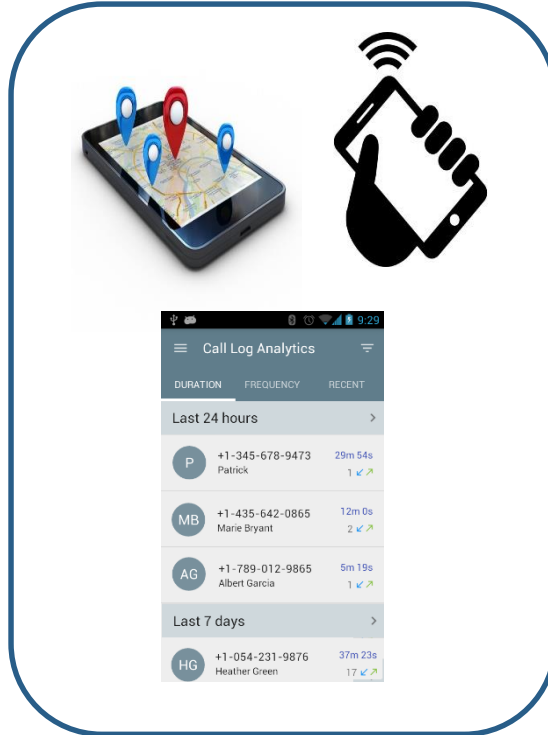 9:29
Call Log Analytics
DURATION FREQUENCY RECENT
Last 24 hours
P +1-345-678-9473 29m 54s
Patrick 1
MB +1-435-642-0865 12m 0s
Marie Bryant 2
AG +1-789-012-9865 5m 19s
Albert Garcia 1
Last 7 days
HG +1-054-231-9876 37m 23s
Heather Green 17